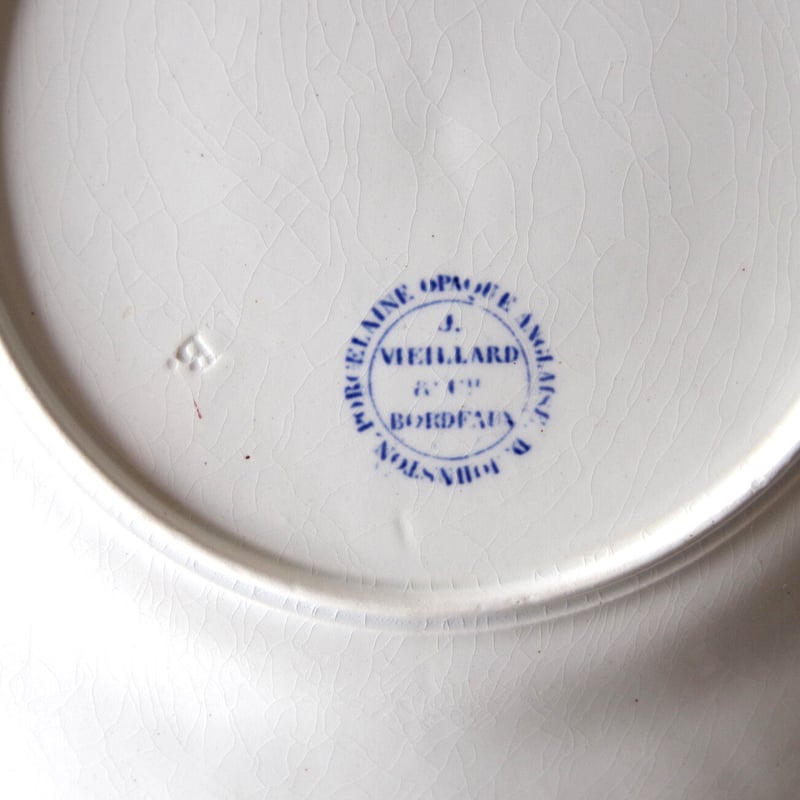 PORCELAINE OPAQUE ANGLAISE. D. JOHNSTON.
J.
VIEILLARD
& Cie
BORDEAUX
B.